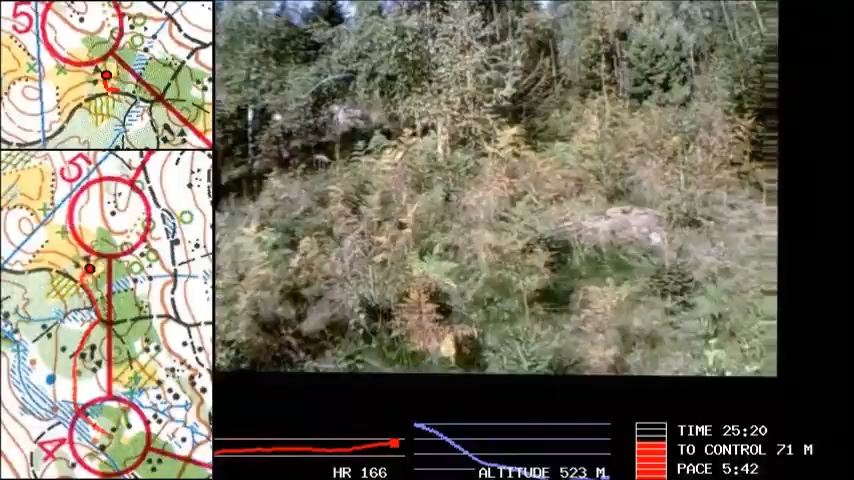 5
5
4
HR 166
ALTITUDE 523 M
TIME 25:20
TO CONTROL 71 M
PACE 5:42